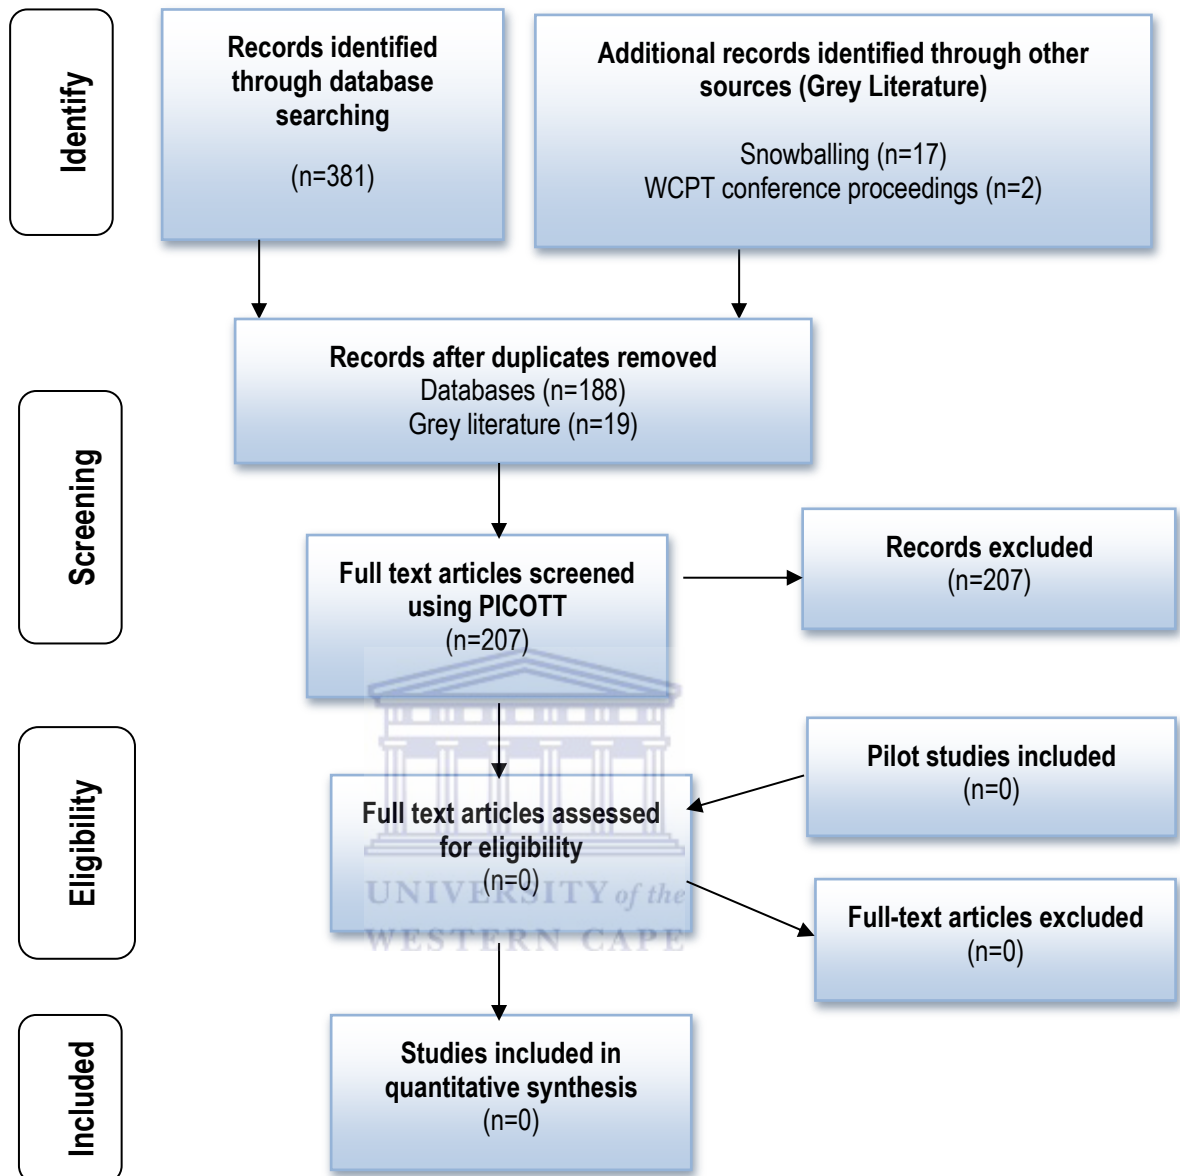 Identify
Records identified
through database
searching
(n=381)
Additional records identified through other
sources (Grey Literature)
Snowballing (n=17)
WCPT conference proceedings (n=2)
Records after duplicates removed
Databases (n=188)
Grey literature (n=19)
Screening
Full text articles screened
using PICOTT
(n=207)
Records excluded
(n=207)
Eligibility
Full text articles assessed
for eligibility
(n=0)
Pilot studies included
(n=0)
Full-text articles excluded
(n=0)
UNIVERSITY of the
WESTERN CAPE
Included
Studies included in
quantitative synthesis
(n=0)